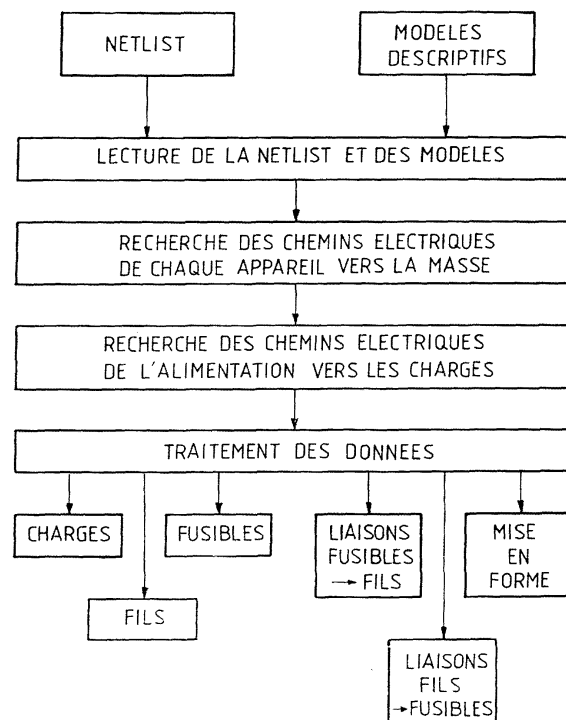 NETLIST
MODELES
DESCRIPTIFS
LECTURE DE LA NETLIST ET DES MODELES
RECHERCHE DES CHEMINS ELECTRIQUES
DE CHAQUE APPAREIL VERS LA MASSE
RECHERCHE DES CHEMINS ELECTRIQUES
DE L'ALIMENTATION VERS LES CHARGES
TRAITEMENT DES DONNEES
CHARGES
FUSIBLES
LIAISONS
FUSIBLES
→ FILS
MISE
EN
FORME
FILS
LIAISONS
FILS
→FUSIBLES